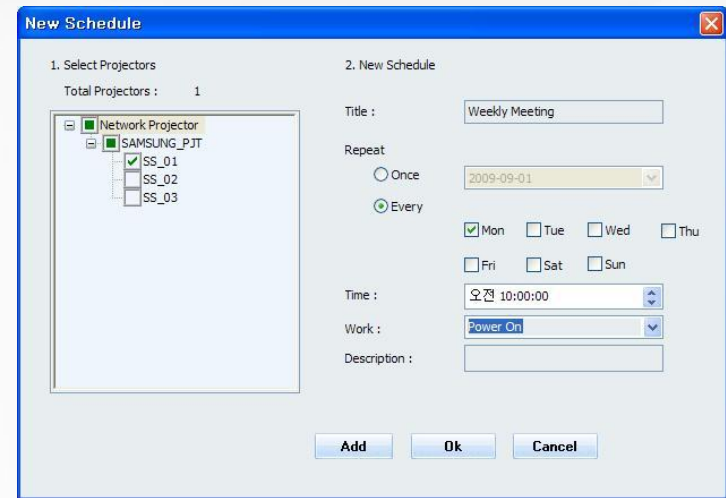 New Schedule
1. Select Projectors
Total Projectors : 1
Network Projector
SAMSUNG_PJT
SS_01
SS_02
SS_03
2. New Schedule
Title : Weekly Meeting
Repeat
Once 2009-09-01
Every
Mon Tue Wed Thu
Fri Sat Sun
Time : 오전 10:00:00
Work : Power On
Description :
Add Ok Cancel